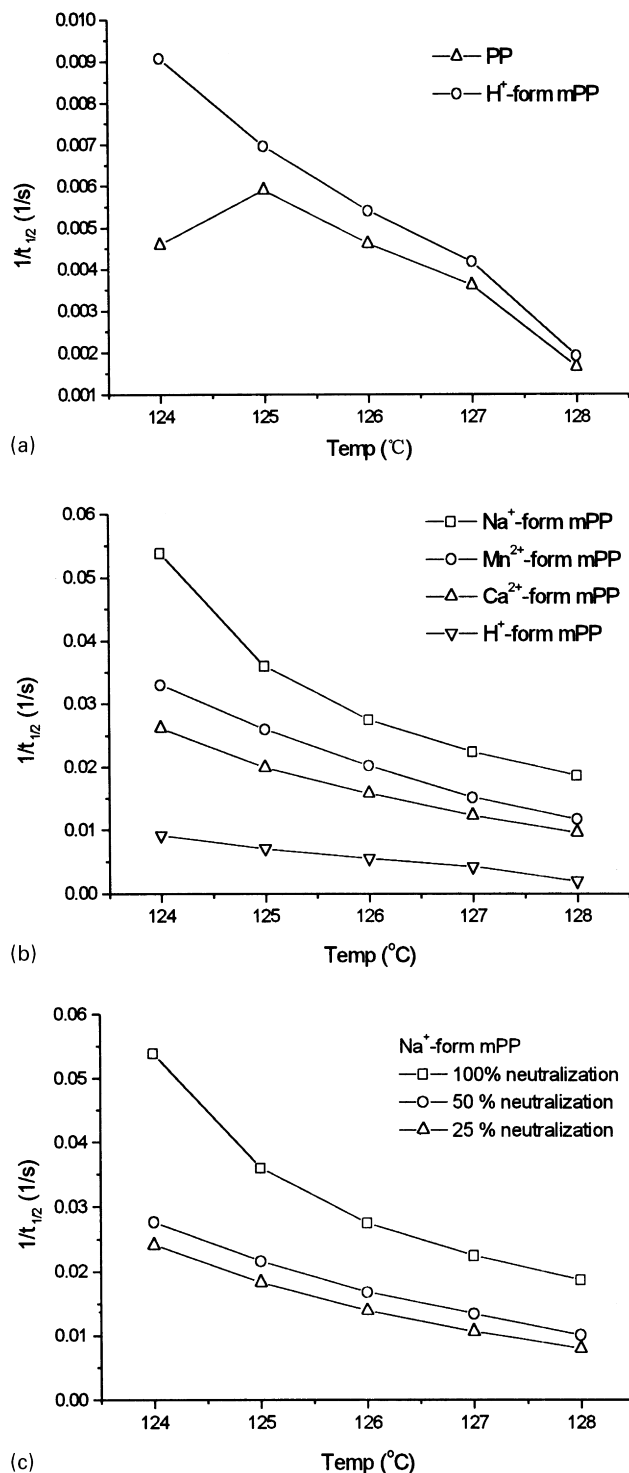 0.010
0.009
0.008
0.007
0.006
0.005
0.004
0.003
0.002
0.001
1/t1/2 (1/s)
PP
H+-form mPP
124 125 126 127 128
Temp (℃)
(a)
0.06
0.05
0.04
0.03
0.02
0.01
0.00
1/t1/2 (1/s)
Na+-form mPP
Mn2+-form mPP
Ca2+-form mPP
H+-form mPP
124 125 126 127 128
Temp (°C)
(b)
0.06
0.05
0.04
0.03
0.02
0.01
0.00
1/t1/2 (1/s)
Na+-form mPP
100% neutralization
50 % neutralization
25 % neutralization
124 125 126 127 128
Temp (°C)
(c)